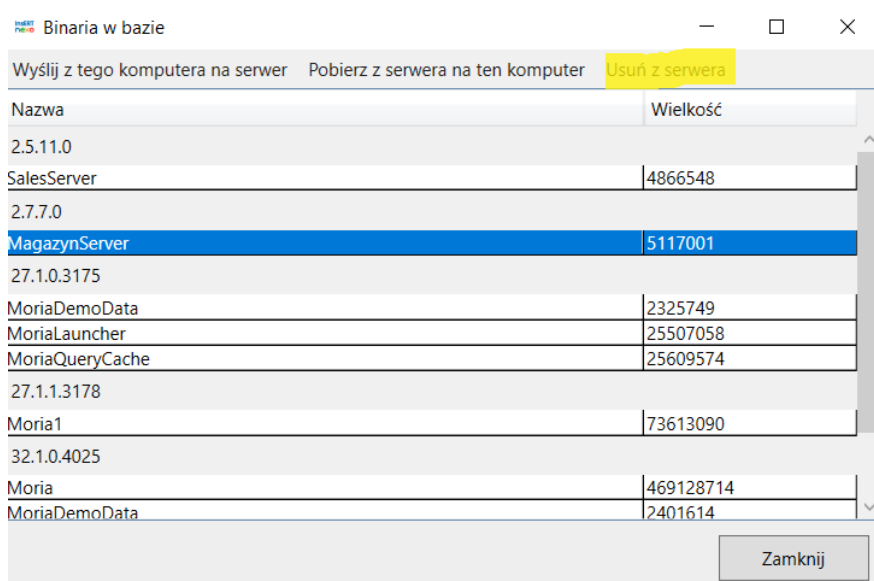 InsERT nexo Binaria w bazie
Wyślij z tego komputera na serwer Pobierz z serwera na ten komputer Usuń z serwera
Nazwa Wielkość
2.5.11.0
SalesServer 4866548
2.7.7.0
MagazynServer 5117001
27.1.0.3175
MoriaDemoData 2325749
MoriaLauncher 25507058
MoriaQueryCache 25609574
27.1.1.3178
Moria1 73613090
32.1.0.4025
Moria 469128714
MoriaDemoData 2401614
Zamknij